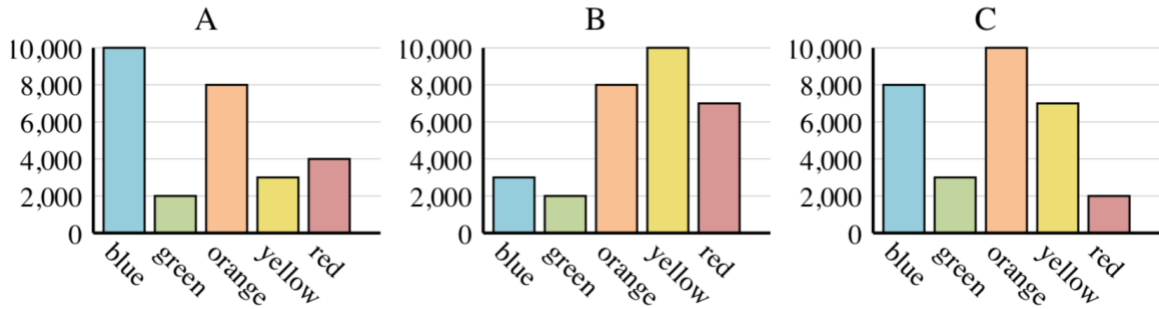 A
10,000
8,000
6,000
4,000
2,000
0
blue
green
orange
yellow
red
B
10,000
8,000
6,000
4,000
2,000
0
blue
green
orange
yellow
red
C
10,000
8,000
6,000
4,000
2,000
0
blue
green
orange
yellow
red